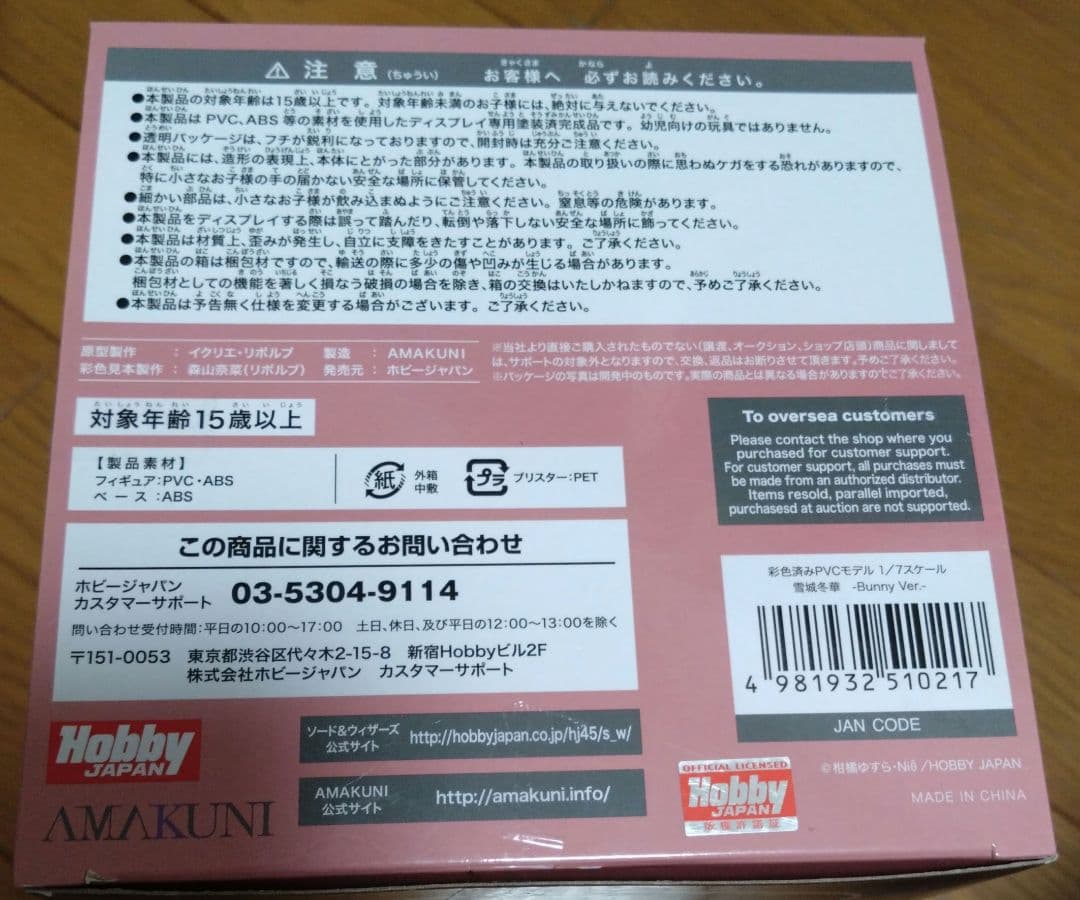 ⚠ 注意(ちゅうい) お客様へ 必ずお読みください。
●本製品の対象年齢は15歳以上です。対象年齢未満のお子様には、絶対に与えないでください。
●本製品はPVC、ABS等の素材を使用したディスプレイ専用塗装済完成品です。幼児向けの玩具ではありません。
●透明パッケージは、フチが鋭利になっておりますので、開封時は充分ご注意ください。
●本製品には、造形の表現上、本体にとがった部分があります。本製品の取り扱いの際に思わぬケガをする恐れがありますので、
特に小さなお子様の手の届かない安全な場所に保管してください。
●細かい部品は、小さなお子様が飲み込まぬようにご注意ください。窒息等の危険があります。
●本製品をディスプレイする際は誤って踏んだり、転倒や落下しない安全な場所に飾ってください。
●本製品は材質上、歪みが発生し、自立に支障をきたすことがあります。ご了承ください。
●本製品の箱は梱包材ですので、輸送の際に多少の傷や凹みが生じる場合があります。
梱包材としての機能を著しく損なう破損の場合を除き、箱の交換はいたしかねますので、予めご了承ください。
●本製品は予告無く仕様を変更する場合がございます。ご了承ください。
原型製作 : イクリエ・リボルブ 製造 : AMAKUNI
彩色見本製作 : 森山奈菜(リボルブ) 発売元 : ホビージャパン
※当社より直接ご購入されたものでない(譲渡、オークション、ショップ店頭)商品に関しまして
は、サポートの対象外となりますので、交換、返品はお断りさせて頂きます。予めご了承ください。
※パッケージの写真は開発中のものです。実際の商品とは異なる場合がありますのでご了承ください。
たいしょうねんれい さいいじょう
対象年齢15歳以上
【製品素材】
フィギュア:PVC・ABS
ベース:ABS
紙 外箱
中敷
プラ ブリスター:PET
To oversea customers
Please contact the shop where you
purchased for customer support.
For customer support, all purchases must
be made from an authorized distributor.
Items resold, parallel imported,
purchasesd at auction are not supported.
この商品に関するお問い合わせ
ホビージャパン
カスタマーサポート 03-5304-9114
問い合わせ受付時間:平日の10:00〜17:00 土日、休日、及び平日の12:00〜13:00を除く
〒151-0053 東京都渋谷区代々木2-15-8 新宿Hobbyビル2F
株式会社ホビージャパン カスタマーサポート
彩色済みPVCモデル 1/7スケール
雪城冬華 -Bunny Ver.-
4 981932 510217
JAN CODE
Hobby
JAPAN
AMAKUNI
ソード&ウィザーズ
公式サイト http://hobbyjapan.co.jp/hj45/s_w/
AMAKUNI
公式サイト http://amakuni.info/
OFFICIAL LICENSED
Hobby
JAPAN
版権許諾証
©柑橘ゆすら・Niθ/HOBBY JAPAN
MADE IN CHINA